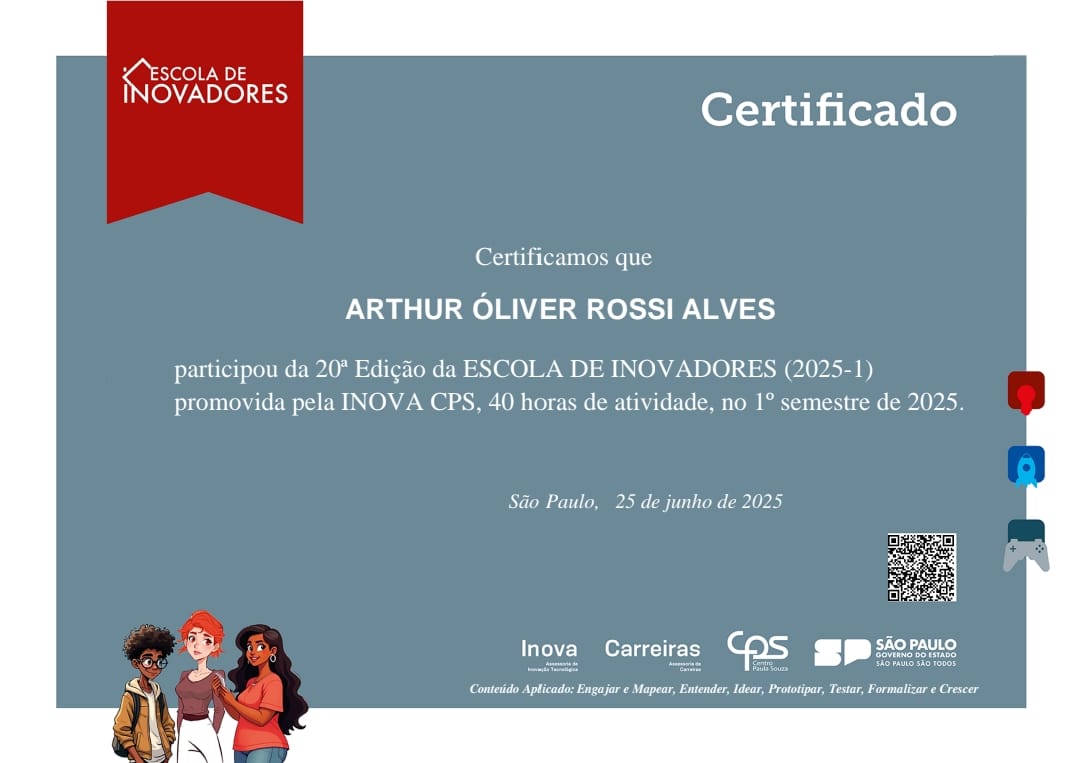 ESCOLA DE
INOVADORES
Certificado
Certificamos que
ARTHUR ÓLIVER ROSSI ALVES
participou da 20ª Edição da ESCOLA DE INOVADORES (2025-1)
promovida pela INOVA CPS, 40 horas de atividade, no 1º semestre de 2025.
São Paulo, 25 de junho de 2025
Inova
Assessoria de
Inovação Tecnológica
Carreiras
Assessoria de
Carreiras
CPS
Centro
Paula Souza
SP
SÃO PAULO
GOVERNO DO ESTADO
SÃO PAULO SÃO TODOS
Conteúdo Aplicado: Engajar e Mapear, Entender, Idear, Prototipar, Testar, Formalizar e Crescer